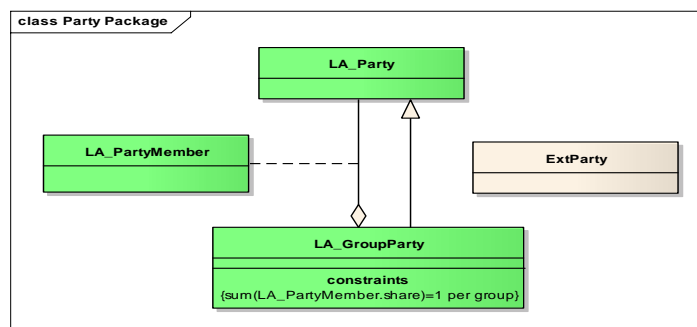 class Party Package
LA_Party
LA_PartyMember
ExtParty
LA_GroupParty
constraints
{sum(LA_PartyMember.share)=1 per group}